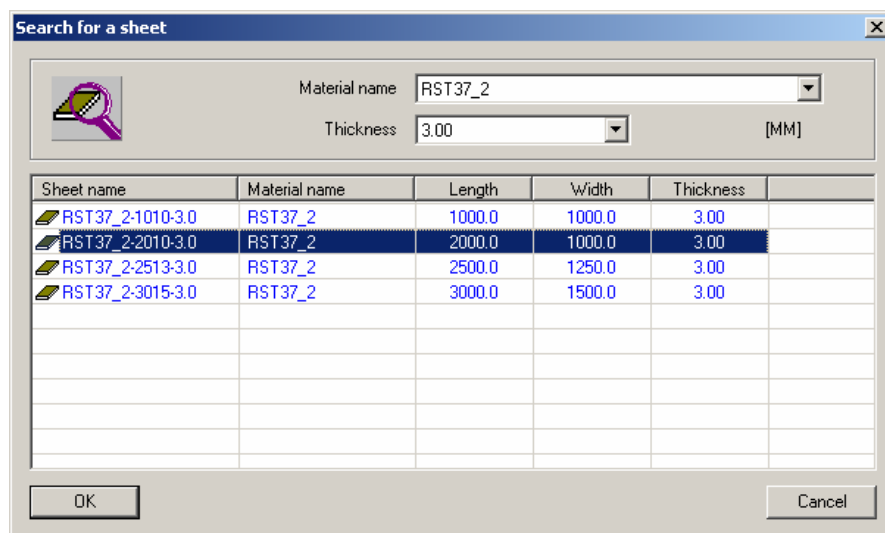 Search for a sheet
Material name RST37_2
Thickness 3.00 [MM]
Sheet name Material name Length Width Thickness
RST37_2-1010-3.0 RST37_2 1000.0 1000.0 3.00
RST37_2-2010-3.0 RST37_2 2000.0 1000.0 3.00
RST37_2-2513-3.0 RST37_2 2500.0 1250.0 3.00
RST37_2-3015-3.0 RST37_2 3000.0 1500.0 3.00
OK Cancel